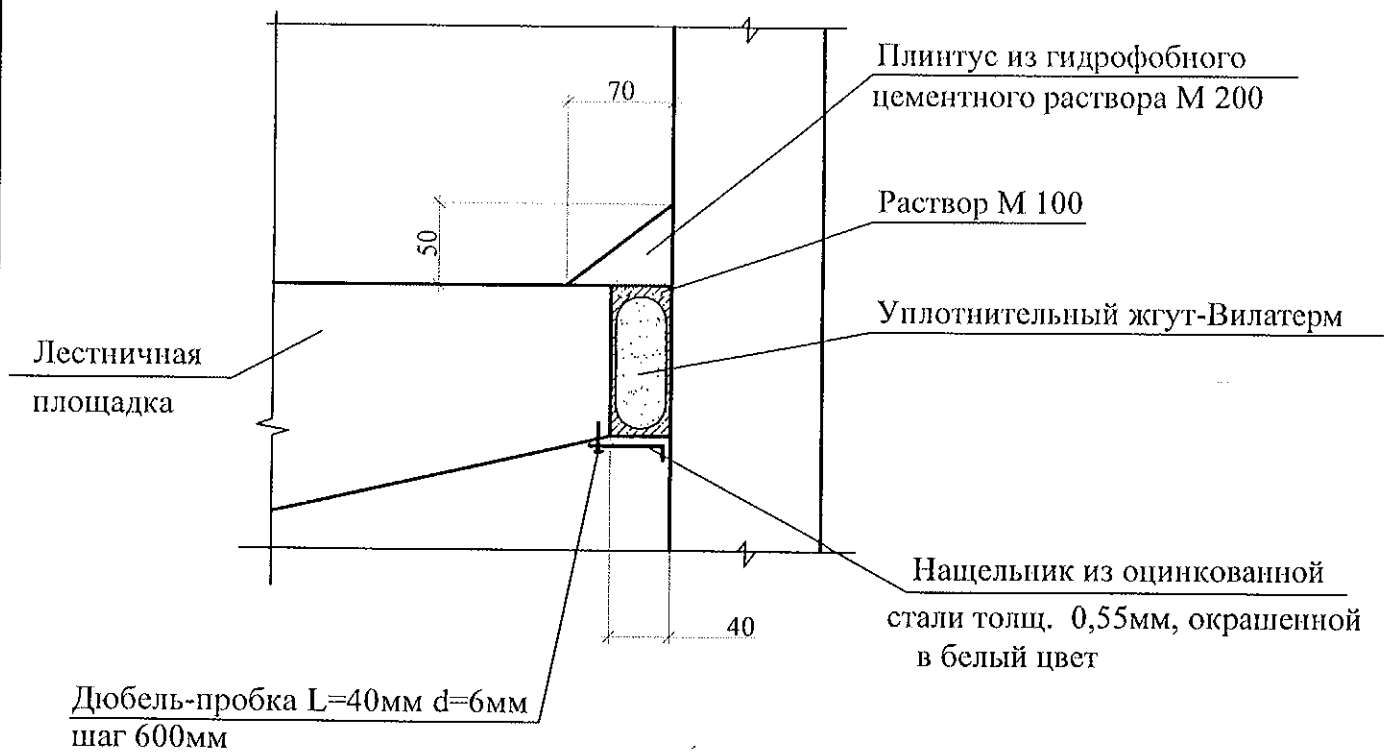 Плинтус из гидрофобного
цементного раствора М 200
70
Раствор М 100
50
Уплотнительный жгут-Вилатерм
Лестничная
площадка
Нащельник из оцинкованной
стали толщ. 0,55мм, окрашенной
в белый цвет
40
Дюбель-пробка L=40мм d=6мм
шаг 600мм